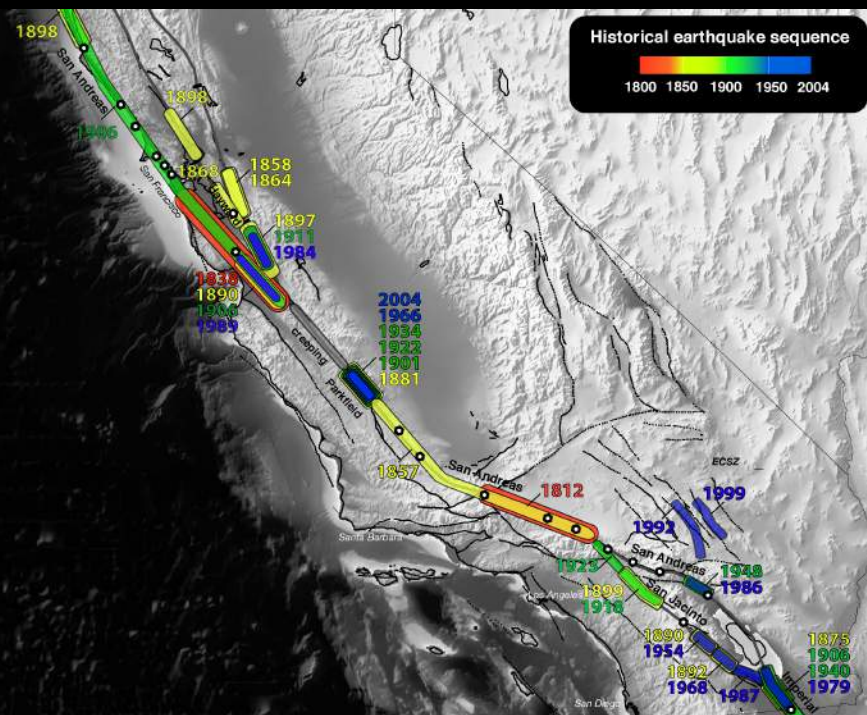 Historical earthquake sequence
1800 1850 1900 1950 2004
1898
San Andreas
1906
1898
1868
San Francisco
1858
1864
Hayward
1897
1911
1984
1838
1890
1906
1989
creeping
2004
1966
1934
1922
1901
1881
Parkfield
1857
San Andreas
1812
ECSZ
1992
1999
Santa Barbara
1923
San Andreas
1948
1986
Los Angeles
1899
1918
San Jacinto
1890
1954
1892
1968
1987
1875
1906
1940
1979
Imperial
San Diego